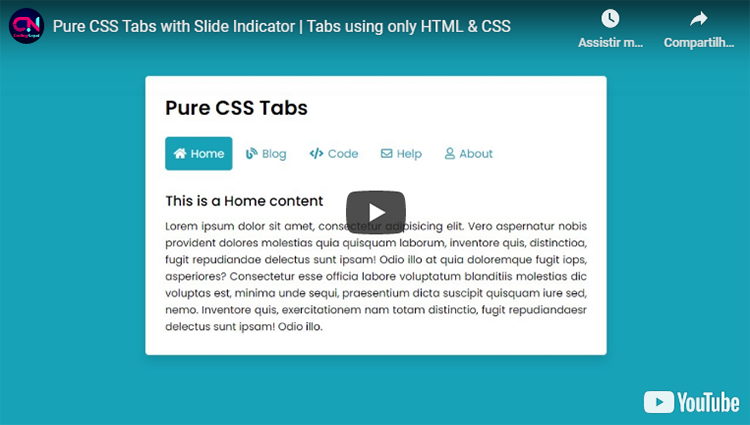 Pure CSS Tabs with Slide Indicator | Tabs using only HTML & CSS
Assistir m... Compartilh...
Pure CSS Tabs
Home Blog Code Help About
This is a Home content
Lorem ipsum dolor sit amet, consectetur adipisicing elit. Vero aspernatur nobis
provident dolores molestias quia quisquam laborum, inventore quis, distinctioa,
fugit repudiandae delectus sunt ipsam! Odio illo at quia doloremque fugit iops,
asperiores? Consectetur esse officia labore voluptatum blanditiis molestias dic
voluptas est, minima unde sequi, praesentium dicta suscipit quisquam iure sed,
nemo. Inventore quis, exercitationem nam totam distinctio, fugit repudiandaesr
delectus sunt ipsam! Odio illo.
YouTube